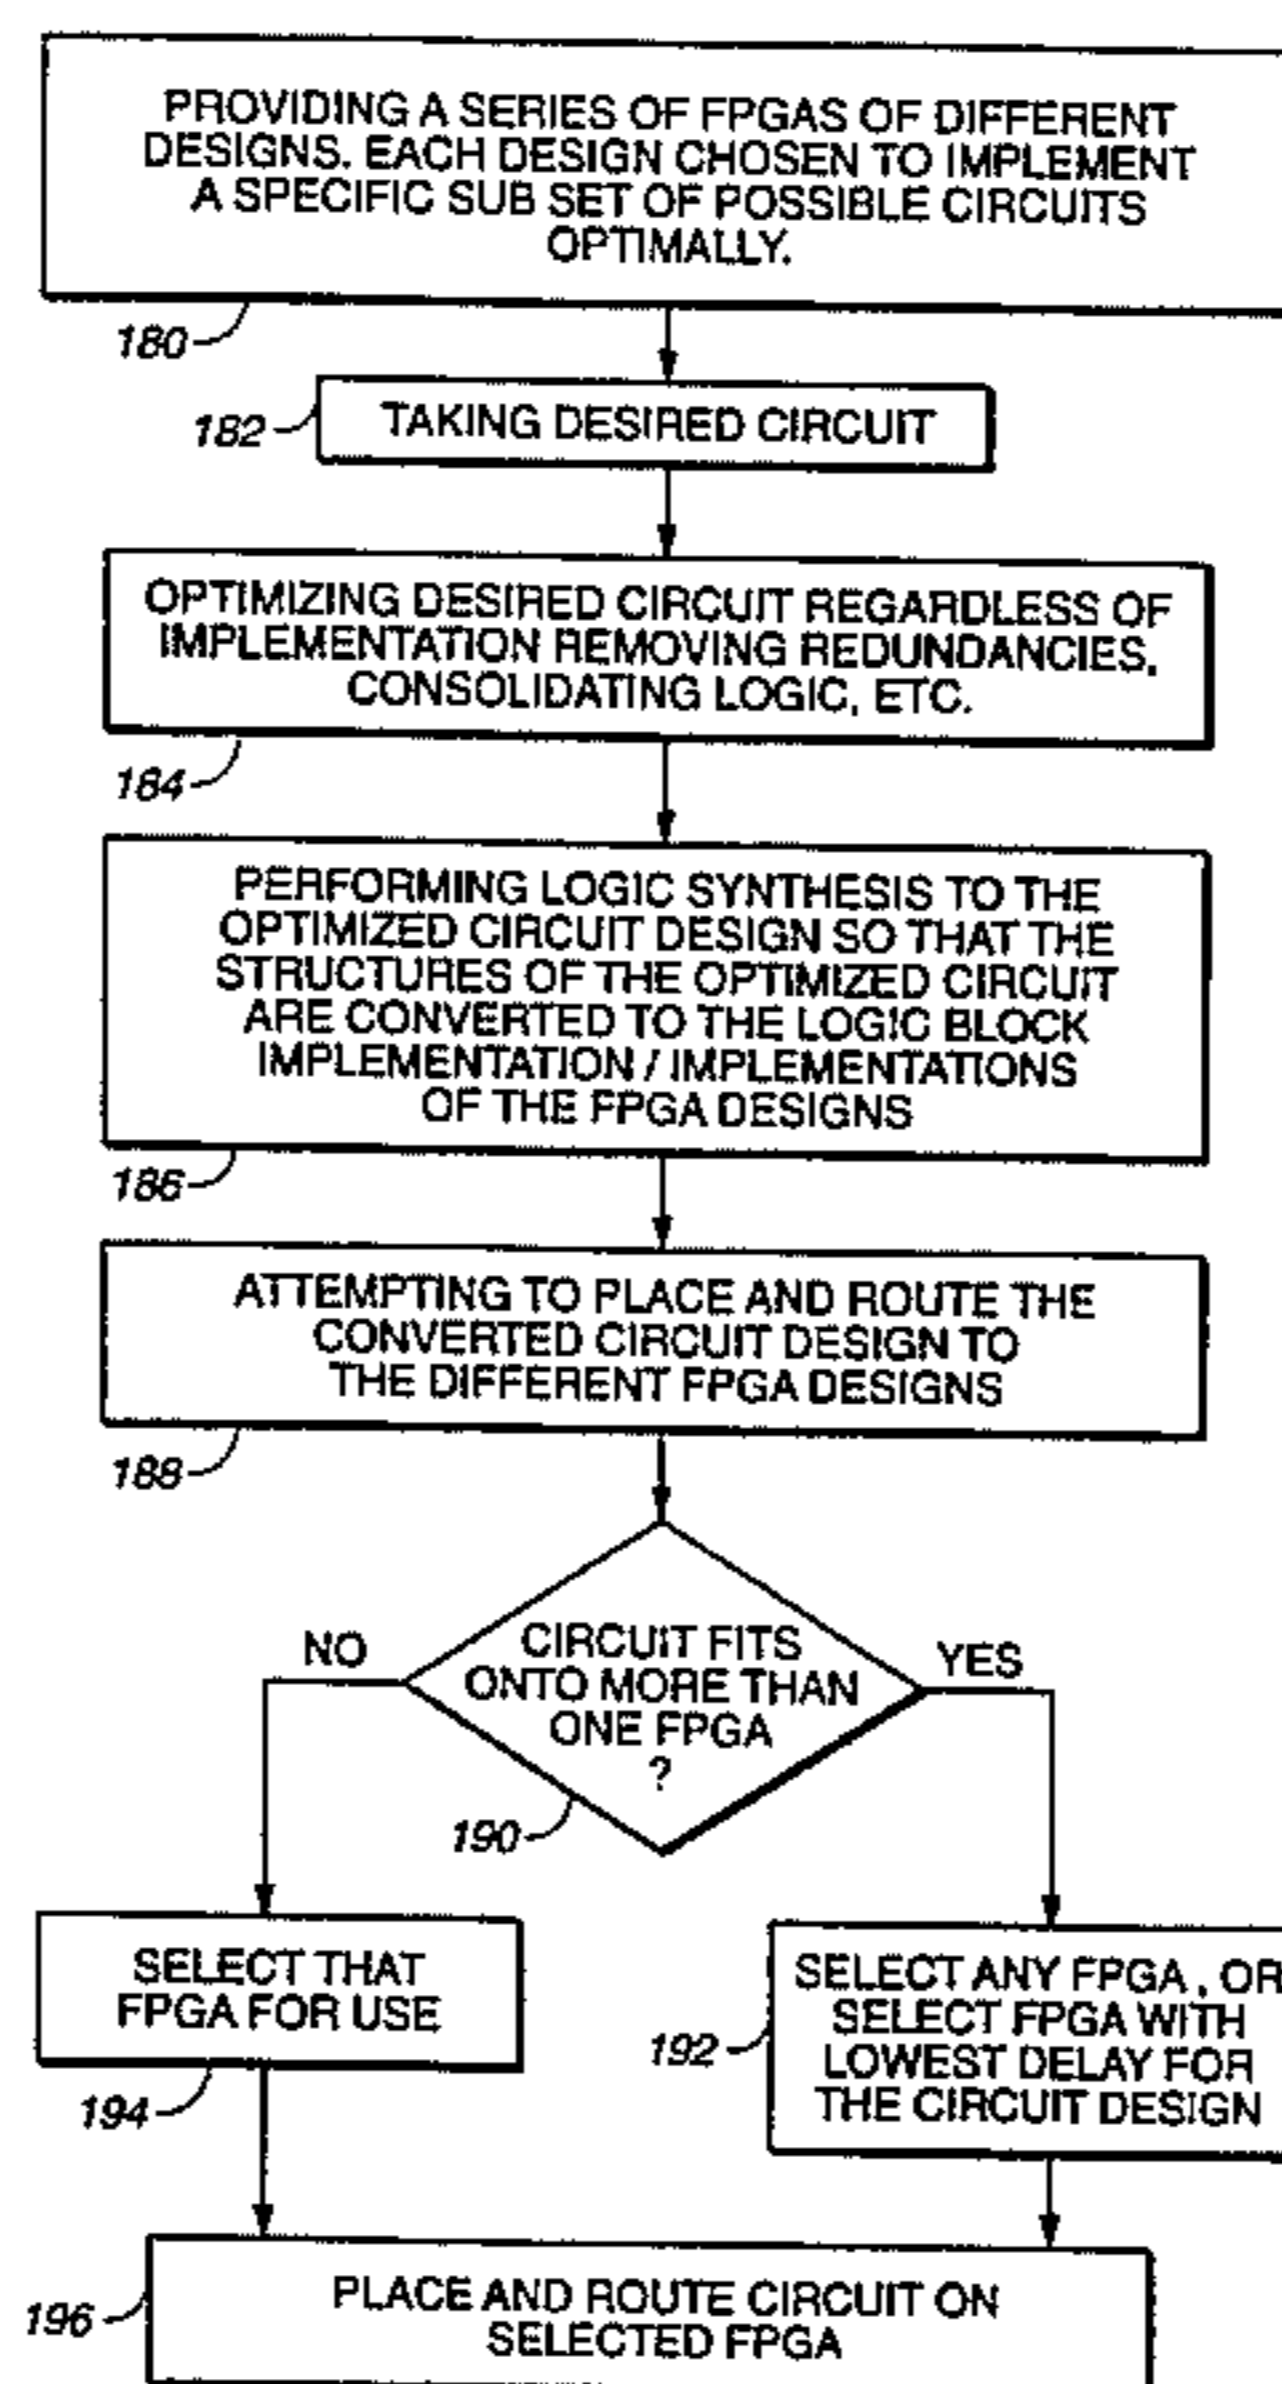 PROVIDING A SERIES OF FPGAS OF DIFFERENT
DESIGNS. EACH DESIGN CHOSEN TO IMPLEMENT
A SPECIFIC SUB SET OF POSSIBLE CIRCUITS
OPTIMALLY.
180
182
TAKING DESIRED CIRCUIT
OPTIMIZING DESIRED CIRCUIT REGARDLESS OF
IMPLEMENTATION REMOVING REDUNDANCIES,
CONSOLIDATING LOGIC, ETC.
184
PERFORMING LOGIC SYNTHESIS TO THE
OPTIMIZED CIRCUIT DESIGN SO THAT THE
STRUCTURES OF THE OPTIMIZED CIRCUIT
ARE CONVERTED TO THE LOGIC BLOCK
IMPLEMENTATION / IMPLEMENTATIONS
OF THE FPGA DESIGNS
186
ATTEMPTING TO PLACE AND ROUTE THE
CONVERTED CIRCUIT DESIGN TO
THE DIFFERENT FPGA DESIGNS
188
NO
CIRCUIT FITS
ONTO MORE THAN
ONE FPGA
?
YES
190
SELECT THAT
FPGA FOR USE
194
SELECT ANY FPGA, OR
SELECT FPGA WITH
LOWEST DELAY FOR
THE CIRCUIT DESIGN
192
196
PLACE AND ROUTE CIRCUIT ON
SELECTED FPGA